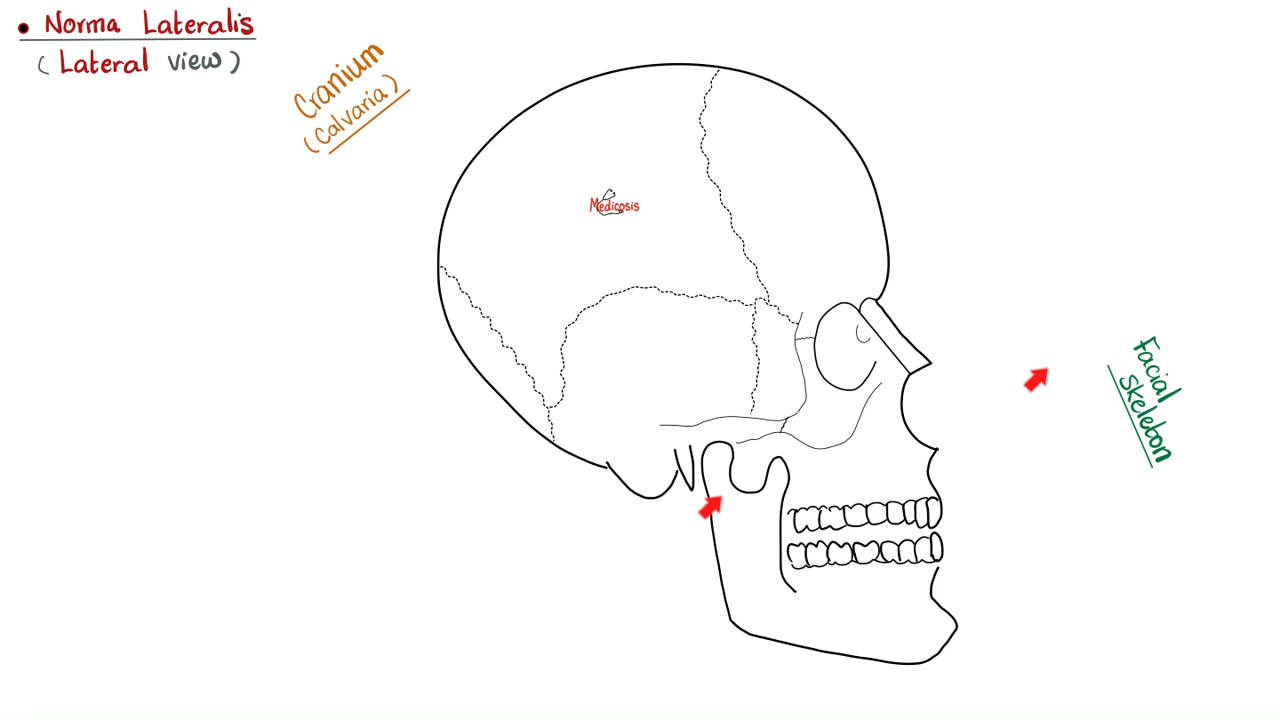 • Norma Lateralis
(Lateral view)
Cranium
(Calvaria)
Medicosis
Facial
Skeleton